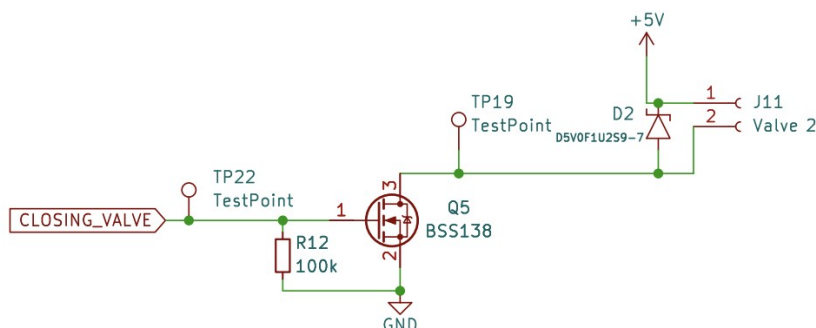 +5V
1
J11
D2
D5V0F1U2S9-7
2
Valve 2
TP19
TestPoint
TP22
TestPoint
3
CLOSING_VALVE
1
Q5
BSS138
R12
100k
2
GND